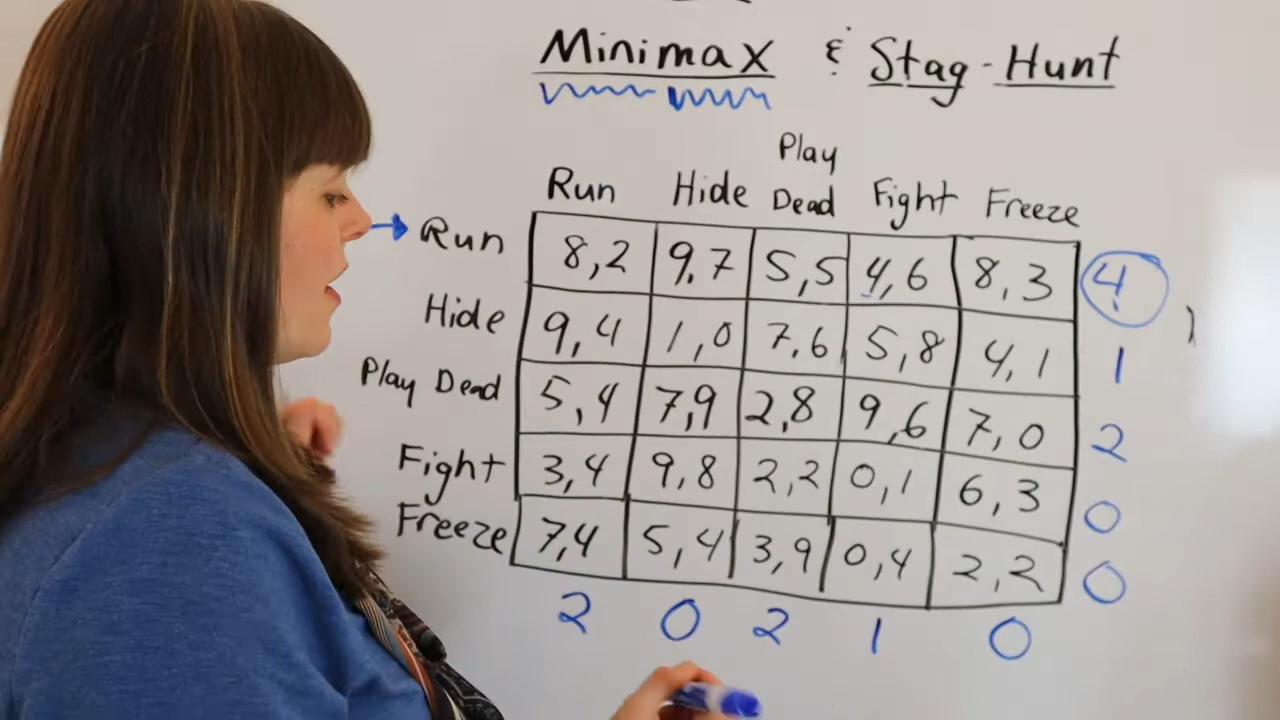 Minimax & Stag-Hunt
Play
Run Hide Dead Fight Freeze
Run 8,2 9,7 5,5 4,6 8,3 4
Hide 9,4 1,0 7,6 5,8 4,1 1
Play Dead 5,4 7,9 2,8 9,6 7,0 2
Fight 3,4 9,8 2,2 0,1 6,3 0
Freeze 7,4 5,4 3,9 0,4 2,2 0
2 0 2 1 0